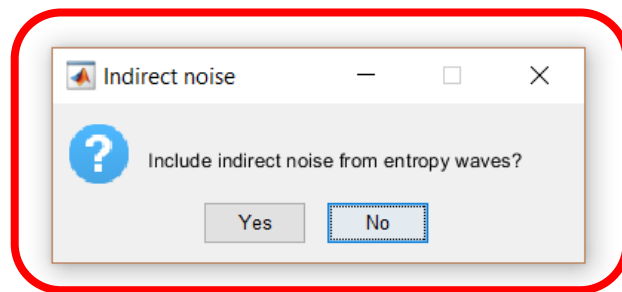 Indirect noise
Include indirect noise from entropy waves?
Yes No